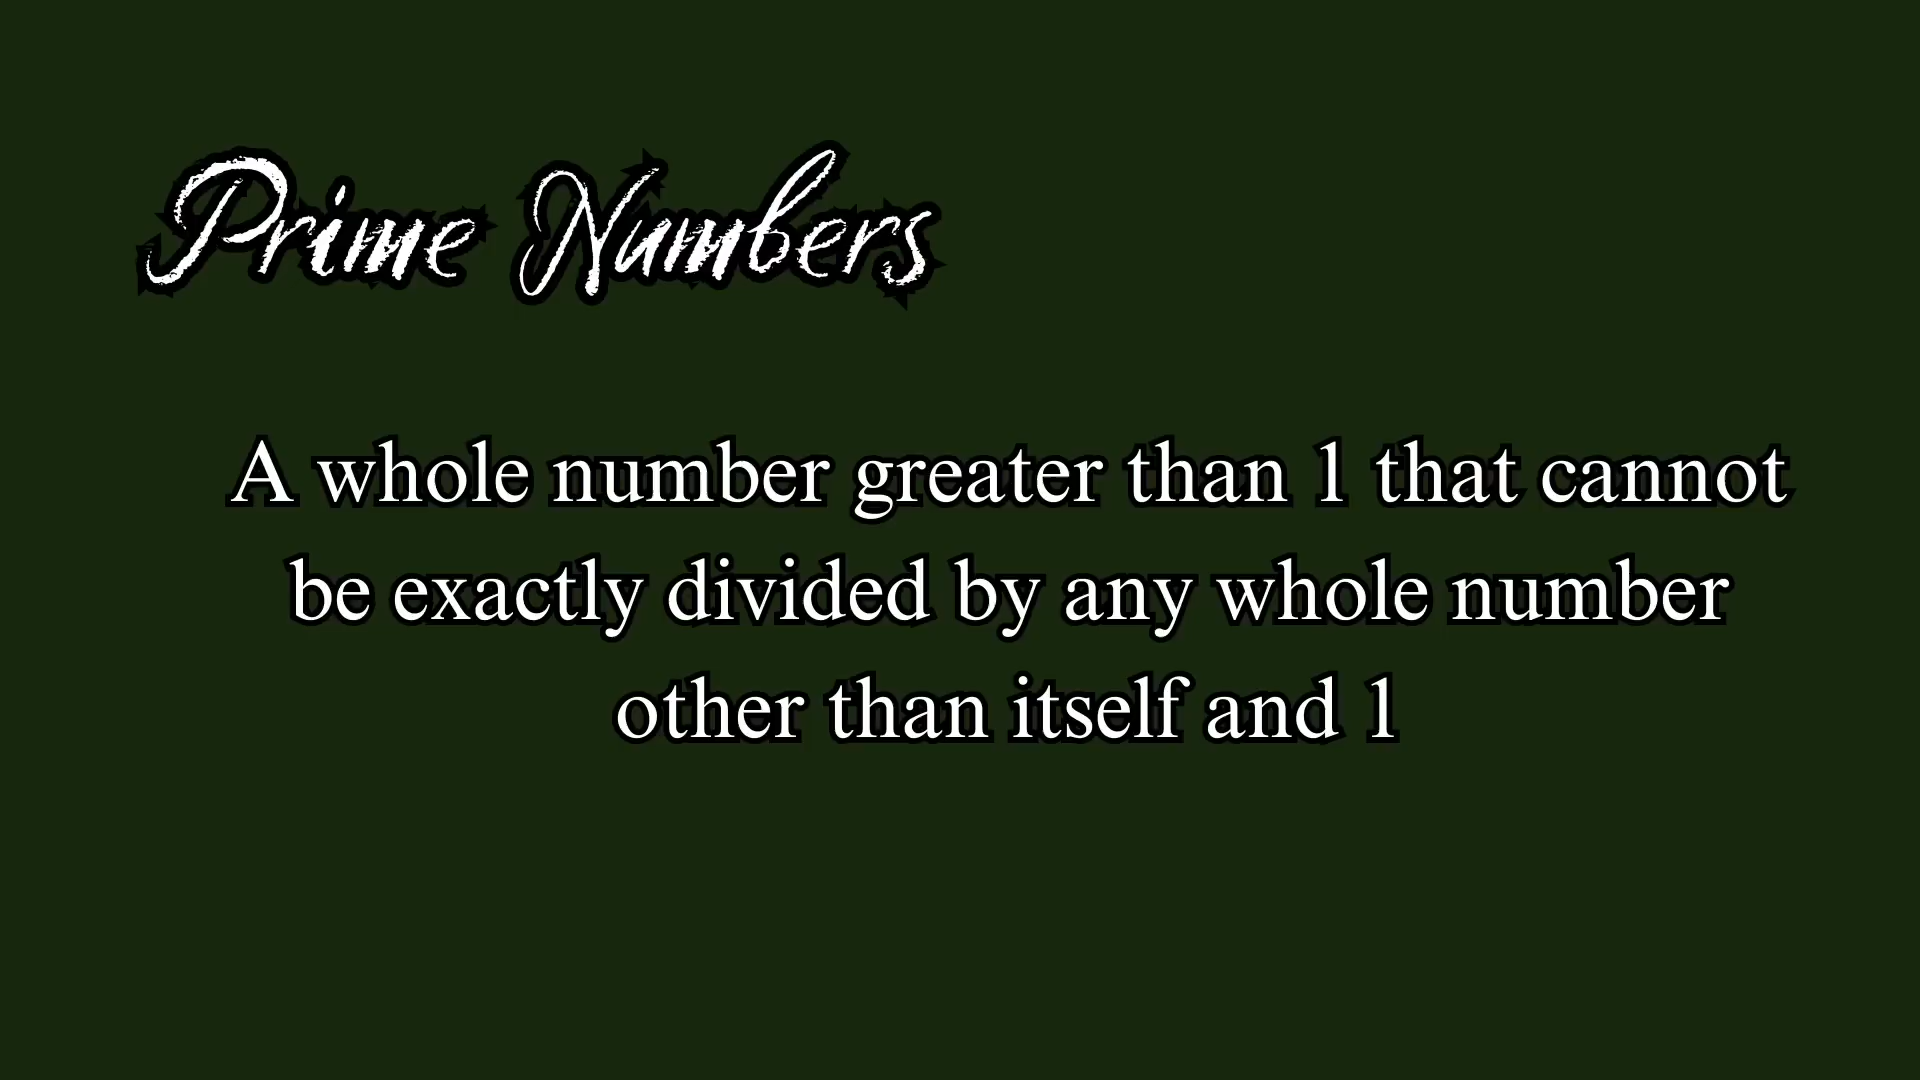 Prime Numbers
A whole number greater than 1 that cannot
be exactly divided by any whole number
other than itself and 1